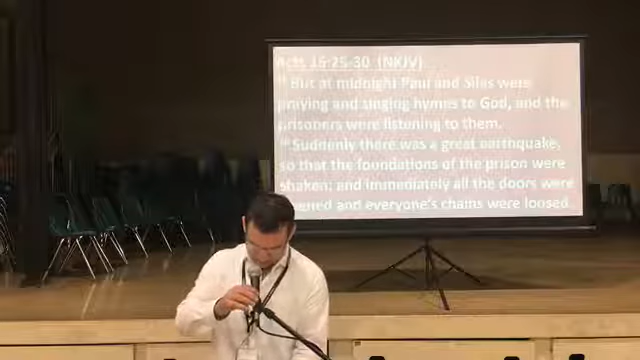 Acts 16:25-30 (NKJV)
But at midnight Paul and Silas were
praying and singing hymns to God, and the
prisoners were listening to them.
Suddenly there was a great earthquake,
so that the foundations of the prison were
shaken; and immediately all the doors were
opened and everyone's chains were loosed.